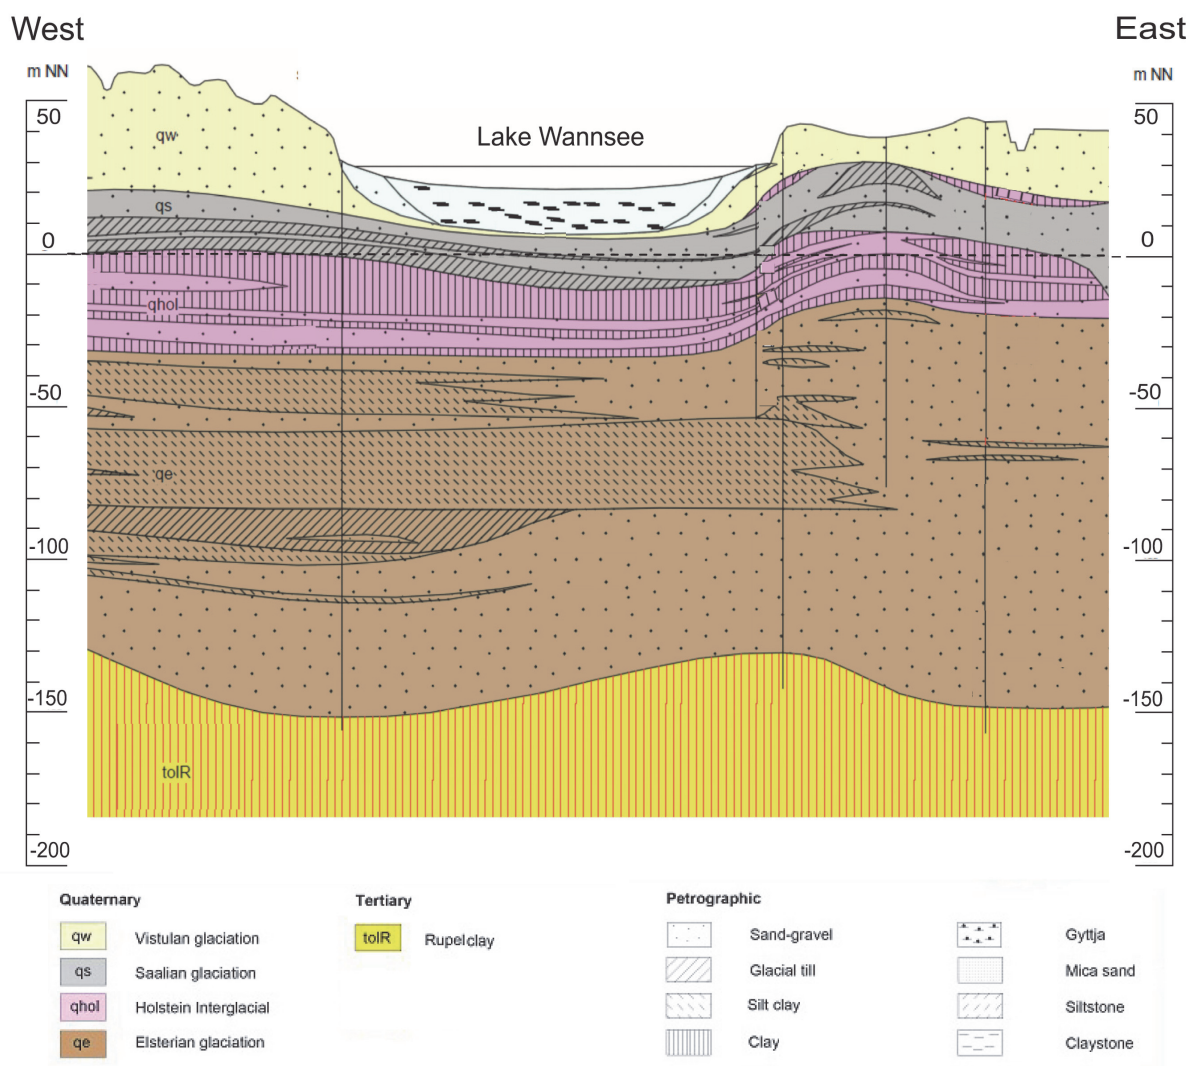 West
East
m NN
m NN
50
50
qw
Lake Wannsee
qs
0
0
qhol
-50
-50
qe
-100
-100
-150
-150
tolR
-200
-200
Quaternary
Tertiary
Petrographic
qw Vistulan glaciation
tolR Rupelclay
Sand-gravel
Gyttja
qs Saalian glaciation
Glacial till
Mica sand
qhol Holstein Interglacial
Silt clay
Siltstone
qe Elsterian glaciation
Clay
Claystone